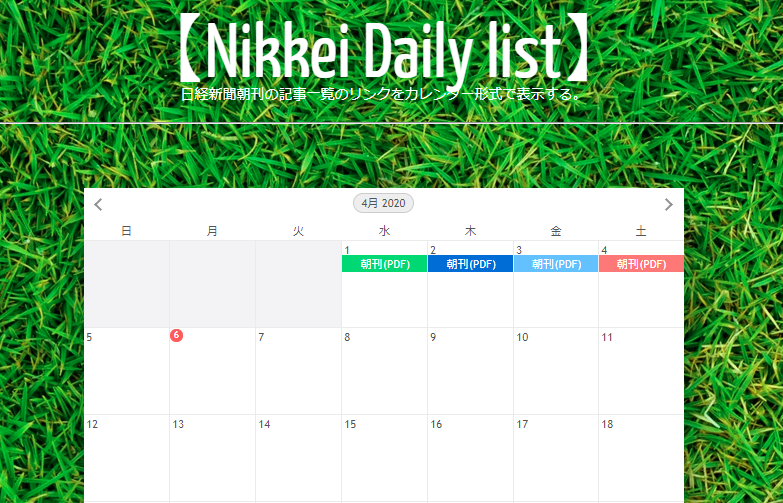 【Nikkei Daily list】
日経新聞朝刊の記事一覧のリンクをカレンダー形式で表示する。
4月 2020
日 月 火 水 木 金 土
1 2 3 4
朝刊(PDF) 朝刊(PDF) 朝刊(PDF) 朝刊(PDF)
5 6 7 8 9 10 11
12 13 14 15 16 17 18